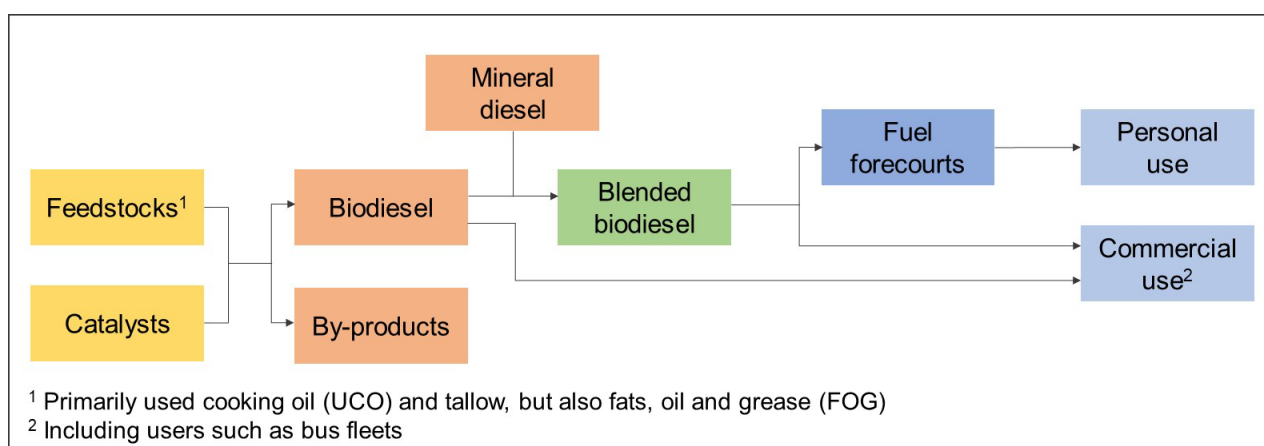 Mineral
diesel
Fuel
forecourts
Personal
use
Feedstocks¹
Biodiesel
Blended
biodiesel
Commercial
use²
Catalysts
By-products
¹ Primarily used cooking oil (UCO) and tallow, but also fats, oil and grease (FOG)
² Including users such as bus fleets